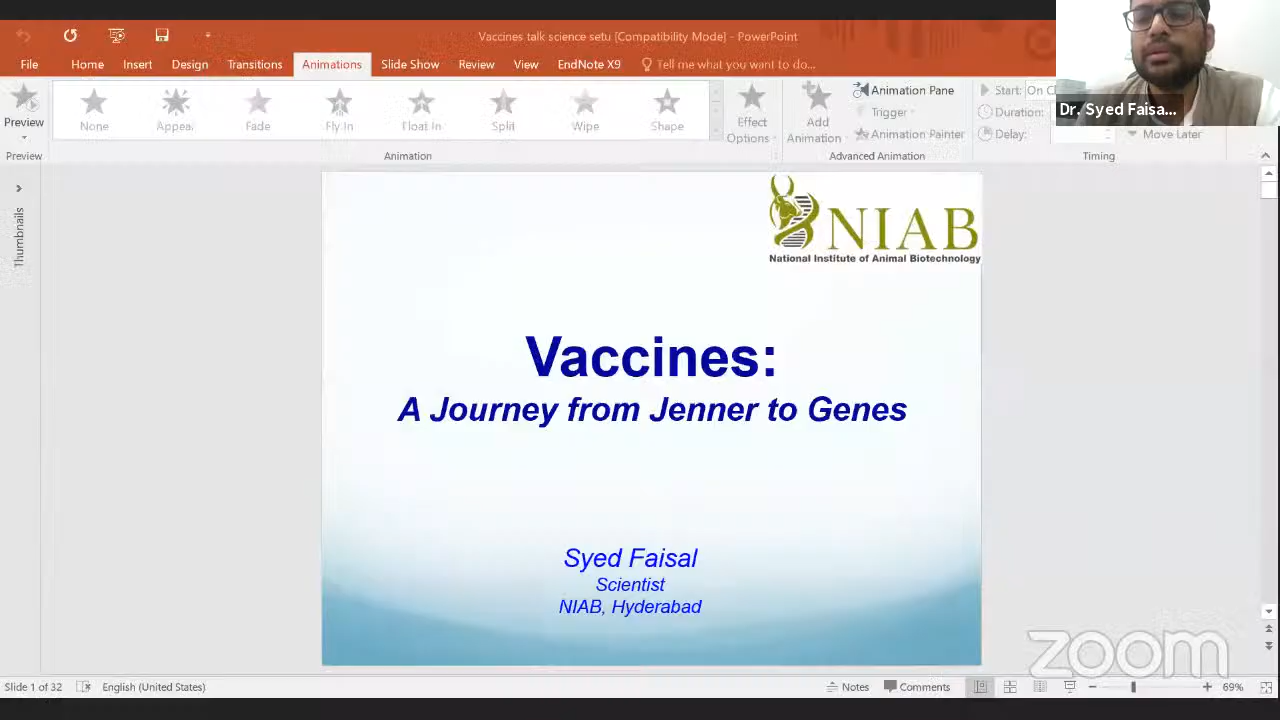 Vaccines talk science setu [Compatibility Mode] - PowerPoint
File Home Insert Design Transitions Animations Slide Show Review View EndNote X9 Tell me what you want to do...
Preview
None Appear Fade Fly In Float In Split Wipe Shape
Effect Options
Add Animation
Animation Pane
Trigger
Animation Painter
Start: On Cl
Duration:
Delay:
Move Later
Preview Animation Advanced Animation Timing
Dr. Syed Faisa...
Thumbnails
NIAB
National Institute of Animal Biotechnology
Vaccines:
A Journey from Jenner to Genes
Syed Faisal
Scientist
NIAB, Hyderabad
zoom
Slide 1 of 32 English (United States) Notes Comments 69%